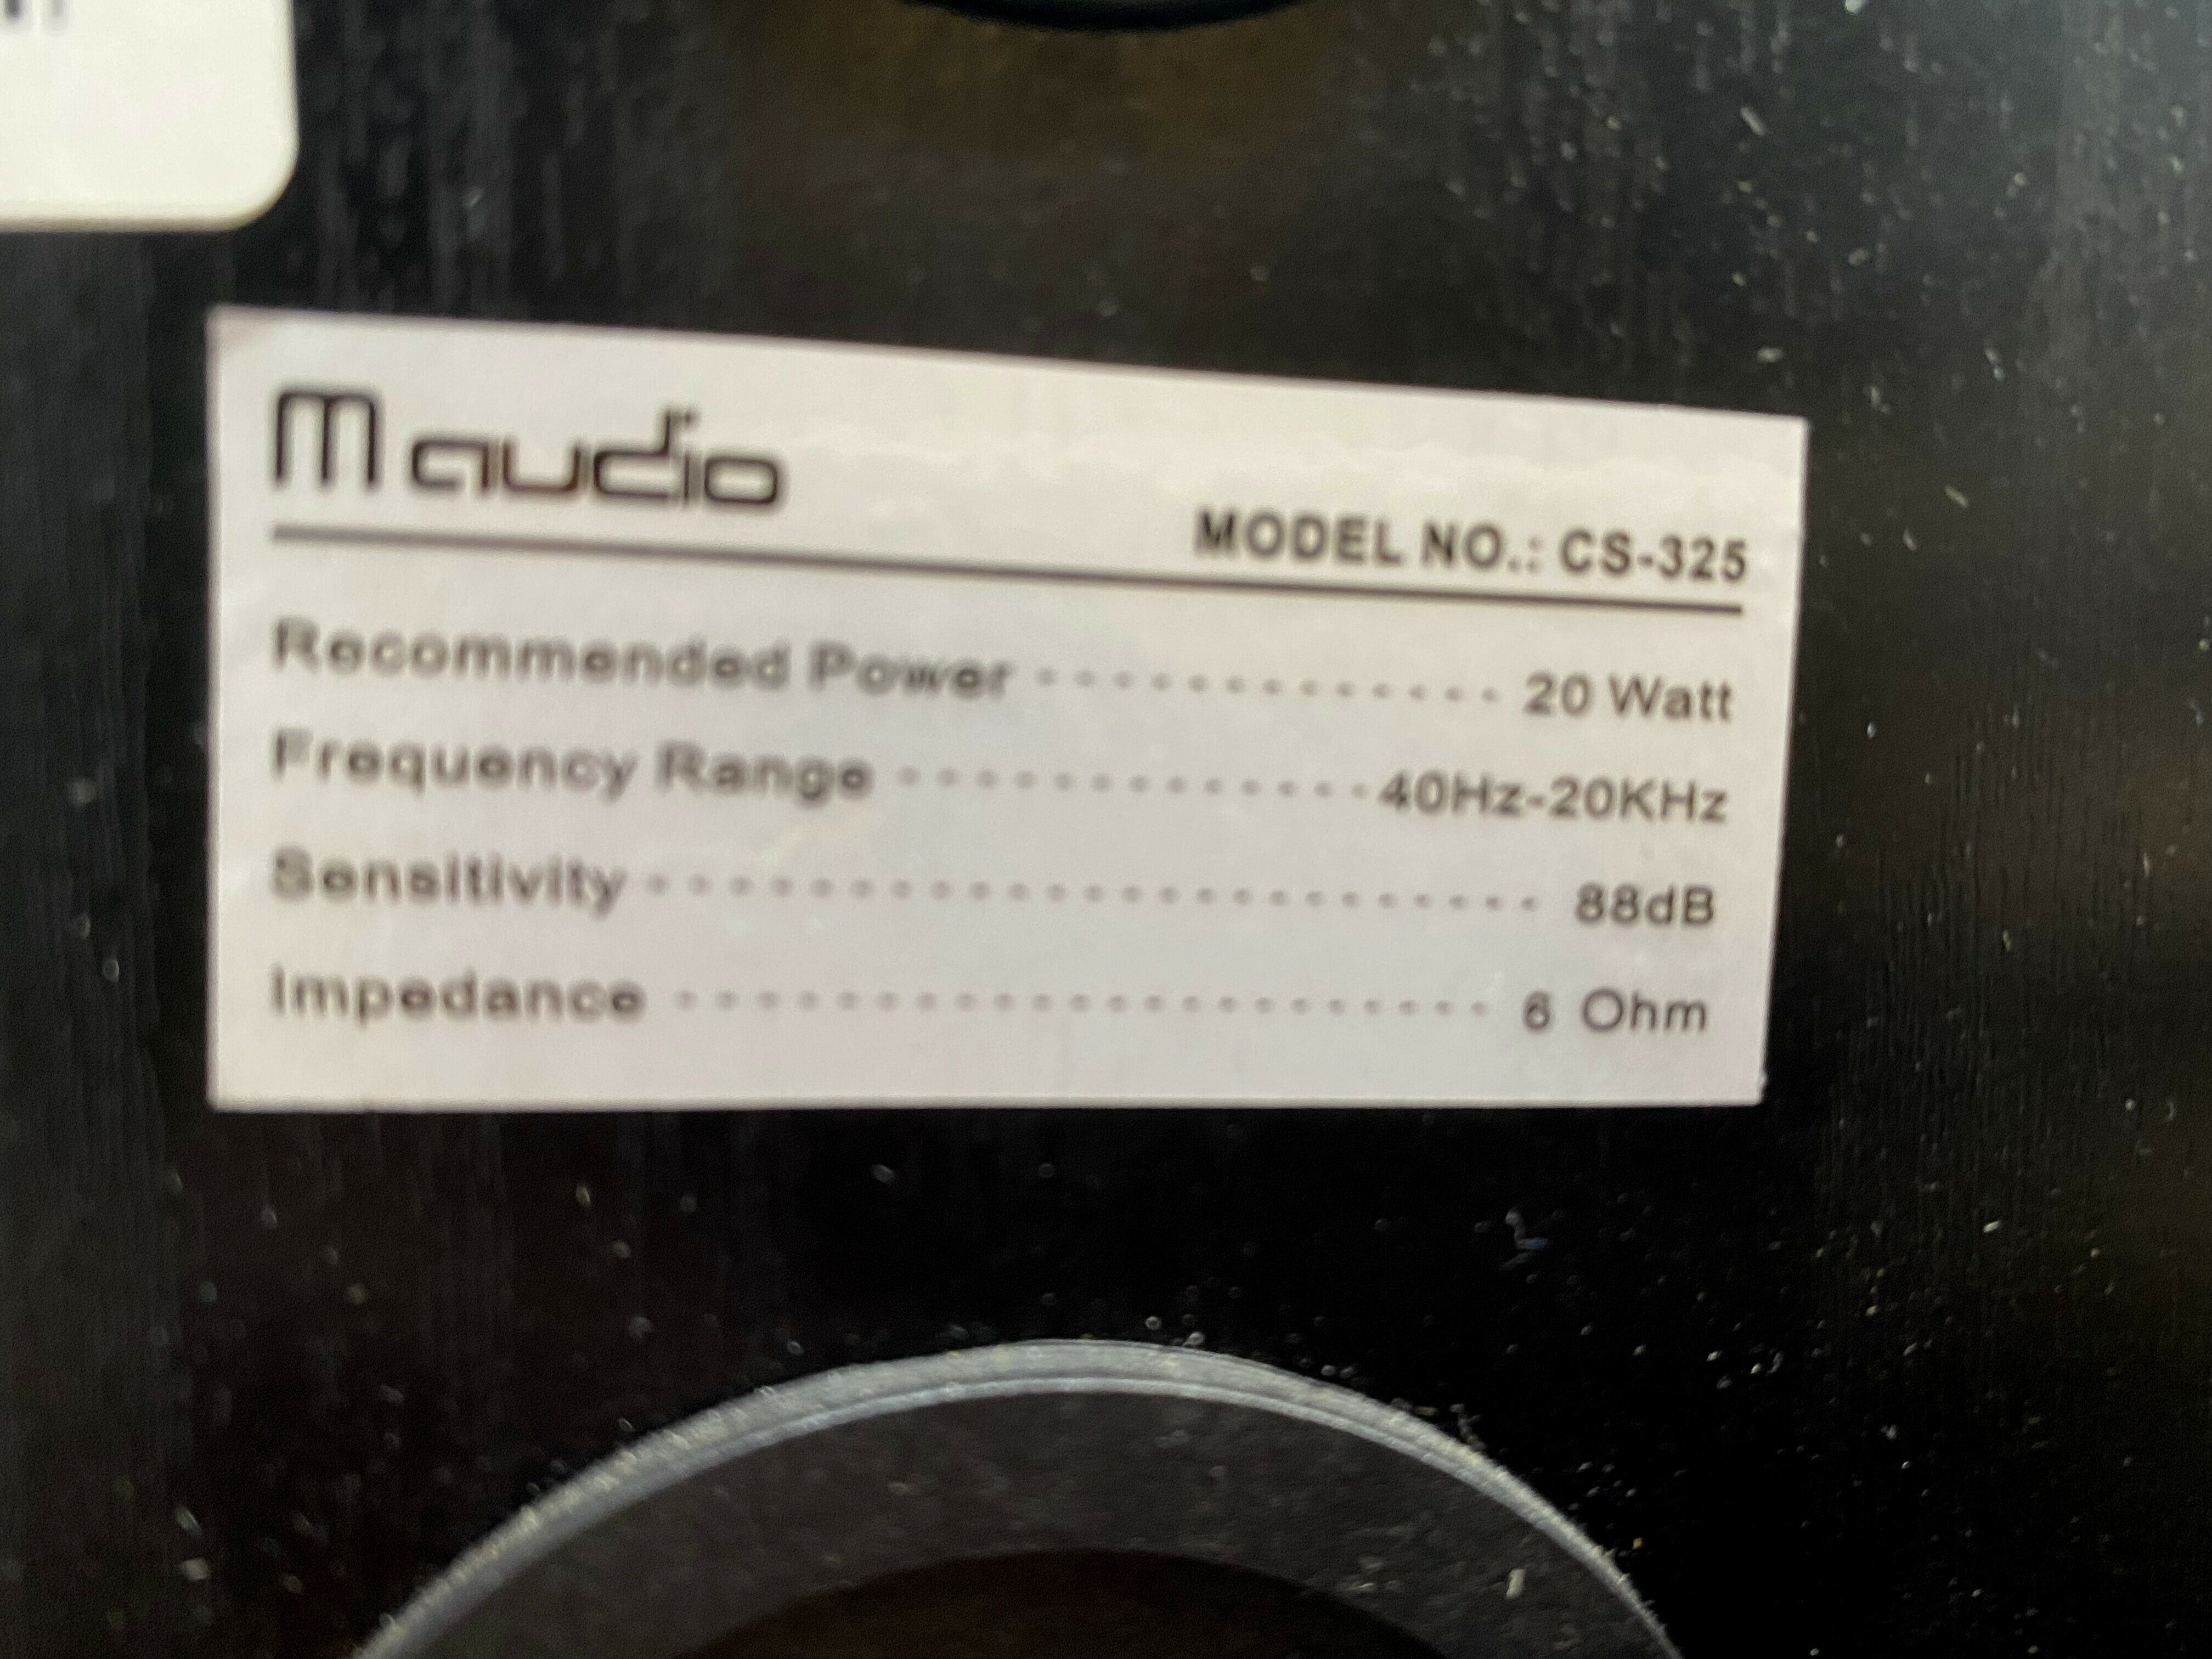 M audio
MODEL NO.: CS-325
Recommended Power ············· 20 Watt
Frequency Range ············40Hz-20KHz
Sensitivity ······················ 88dB
Impedance ····················· 6 Ohm